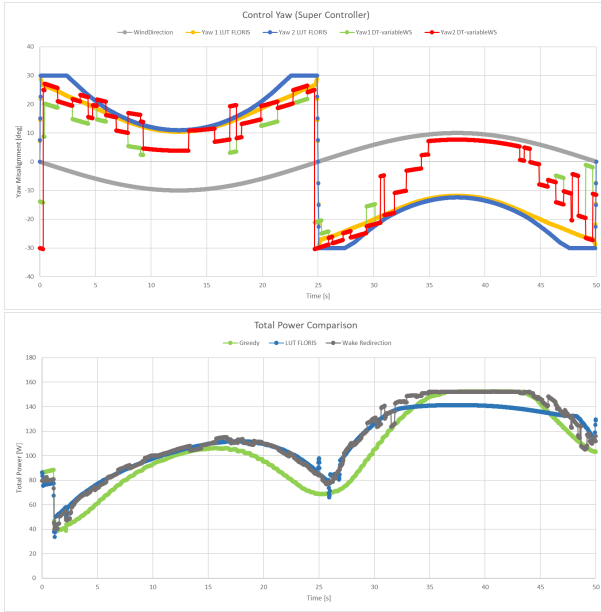 Control Yaw (Super Controller)
WindDirection Yaw 1 LUT FLORIS Yaw 2 LUT FLORIS Yaw1 DT-variableWS Yaw2 DT-variableWS
40
30
20
10
0
-10
-20
-30
-40
Yaw Misalignment [deg]
0 5 10 15 20 25 30 35 40 45 50
Time [s]
Total Power Comparison
Greedy LUT FLORIS Wake Redirection
180
160
140
120
100
80
60
40
20
0
Total Power [W]
0 5 10 15 20 25 30 35 40 45 50
Time [s]